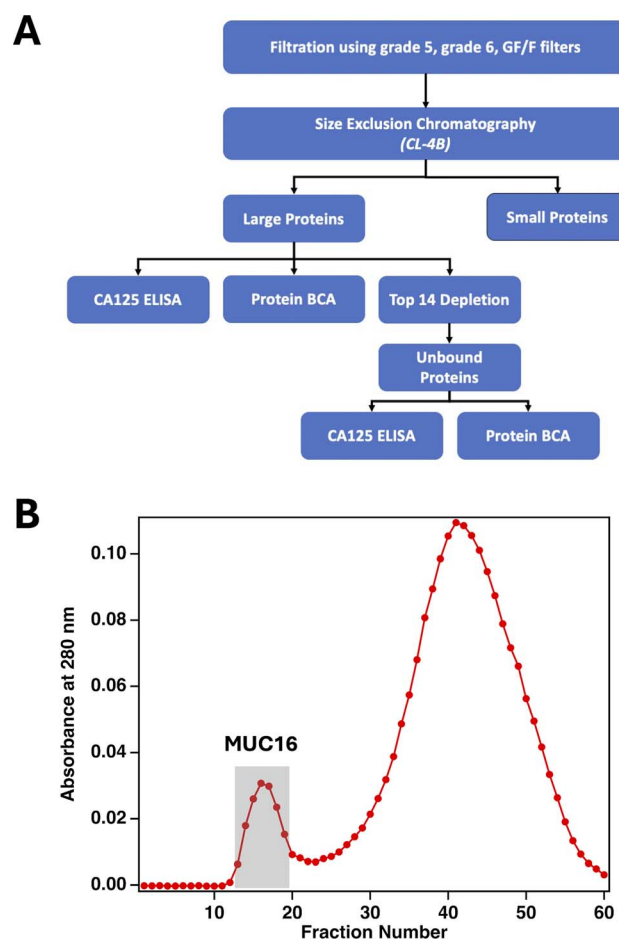 A
Filtration using grade 5, grade 6, GF/F filters
Size Exclusion Chromatography
(CL-4B)
Large Proteins
Small Proteins
CA125 ELISA
Protein BCA
Top 14 Depletion
Unbound
Proteins
CA125 ELISA
Protein BCA
B
Absorbance at 280 nm
0.10
0.08
0.06
0.04
0.02
0.00
MUC16
10
20
30
40
50
60
Fraction Number